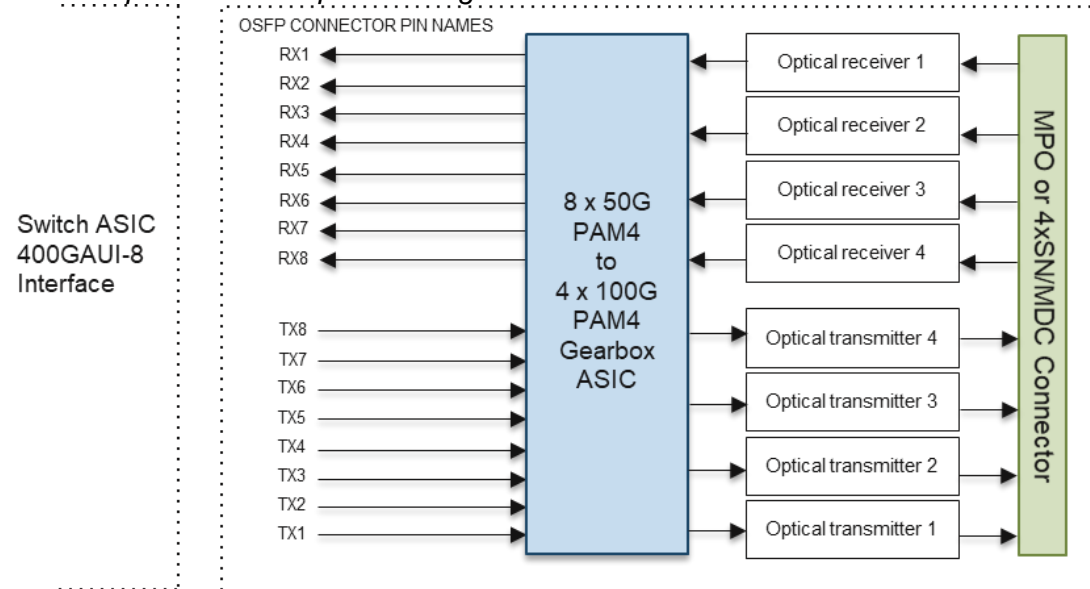 OSFP CONNECTOR PIN NAMES
RX1
RX2
RX3
RX4
RX5
RX6
RX7
RX8
TX8
TX7
TX6
TX5
TX4
TX3
TX2
TX1
Switch ASIC
400GAUI-8
Interface
8 x 50G
PAM4
to
4 x 100G
PAM4
Gearbox
ASIC
Optical receiver 1
Optical receiver 2
Optical receiver 3
Optical receiver 4
Optical transmitter 4
Optical transmitter 3
Optical transmitter 2
Optical transmitter 1
MPO or 4xSN/MDC Connector